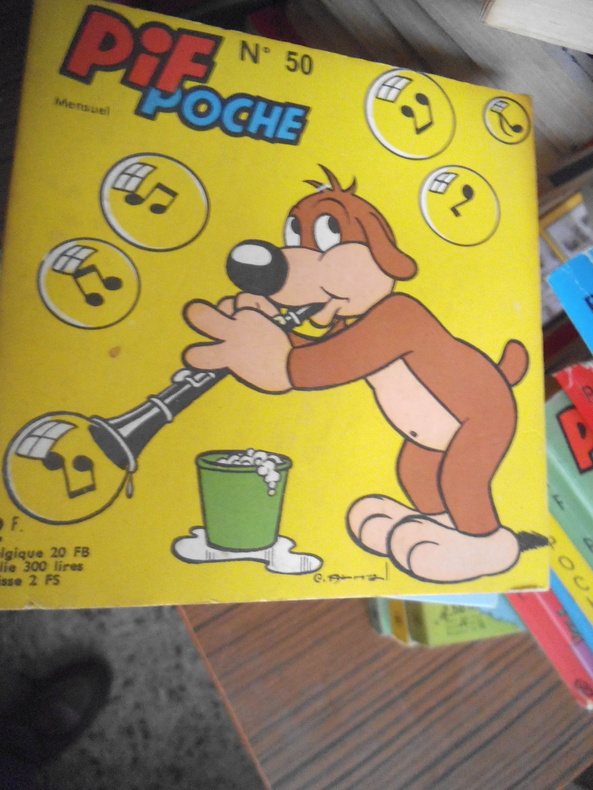 PiF N° 50
Mensuel POCHE
F.
lgique 20 FB
lie 300 lires
isse 2 FS